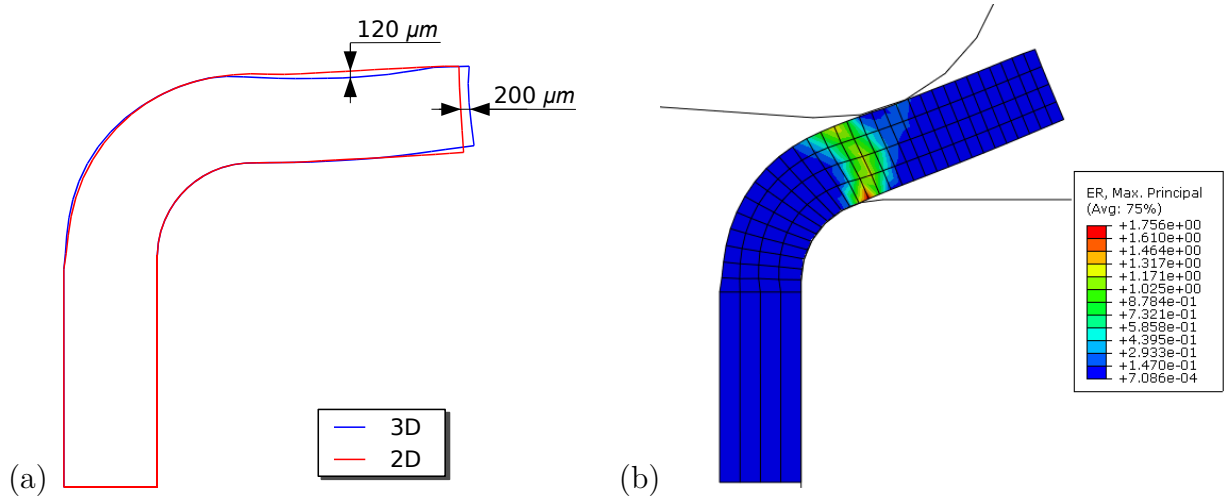 120 µm
200 µm
3D
2D
(a)
ER, Max. Principal
(Avg: 75%)
+1.756e+00
+1.610e+00
+1.464e+00
+1.317e+00
+1.171e+00
+1.025e+00
+8.784e-01
+7.321e-01
+5.858e-01
+4.395e-01
+2.933e-01
+1.470e-01
+7.086e-04
(b)